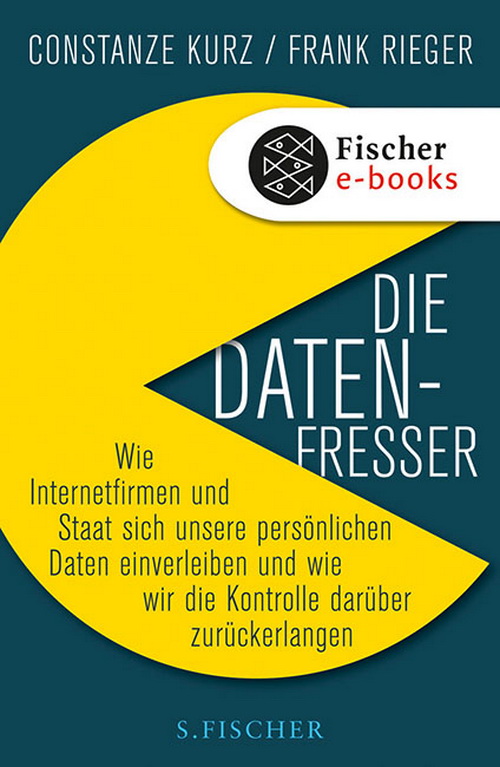 CONSTANZE KURZ / FRANK RIEGER
Fischer
e-books
DIE
DATEN-
FRESSER
Wie
Internetfirmen und
Staat sich unsere persönlichen
Daten einverleiben und wie
wir die Kontrolle darüber
zurückerlangen
S. FISCHER